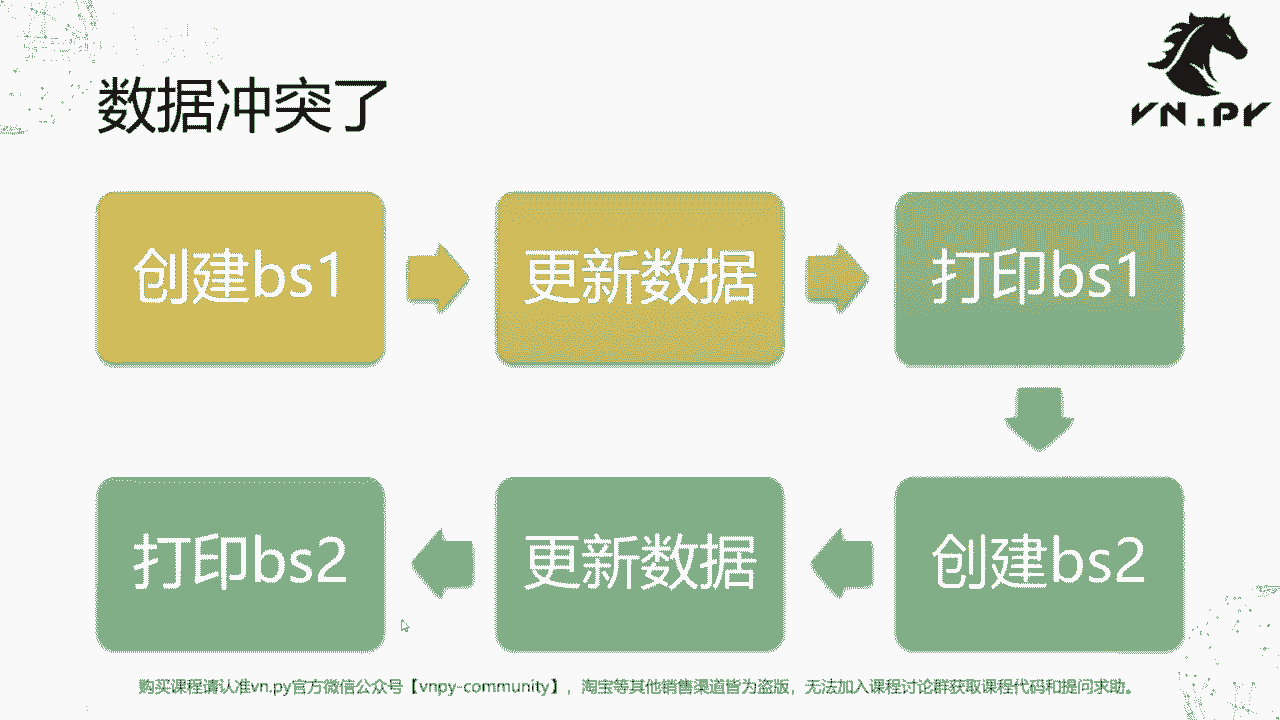 数据冲突了
VN.PY
创建bs1
更新数据
打印bs1
创建bs2
更新数据
打印bs2
购买课程请认准vn.py官方微信公众号【vnpy-community】，淘宝等其他销售渠道皆为盗版，无法加入课程讨论群获取课程代码和提问求助。